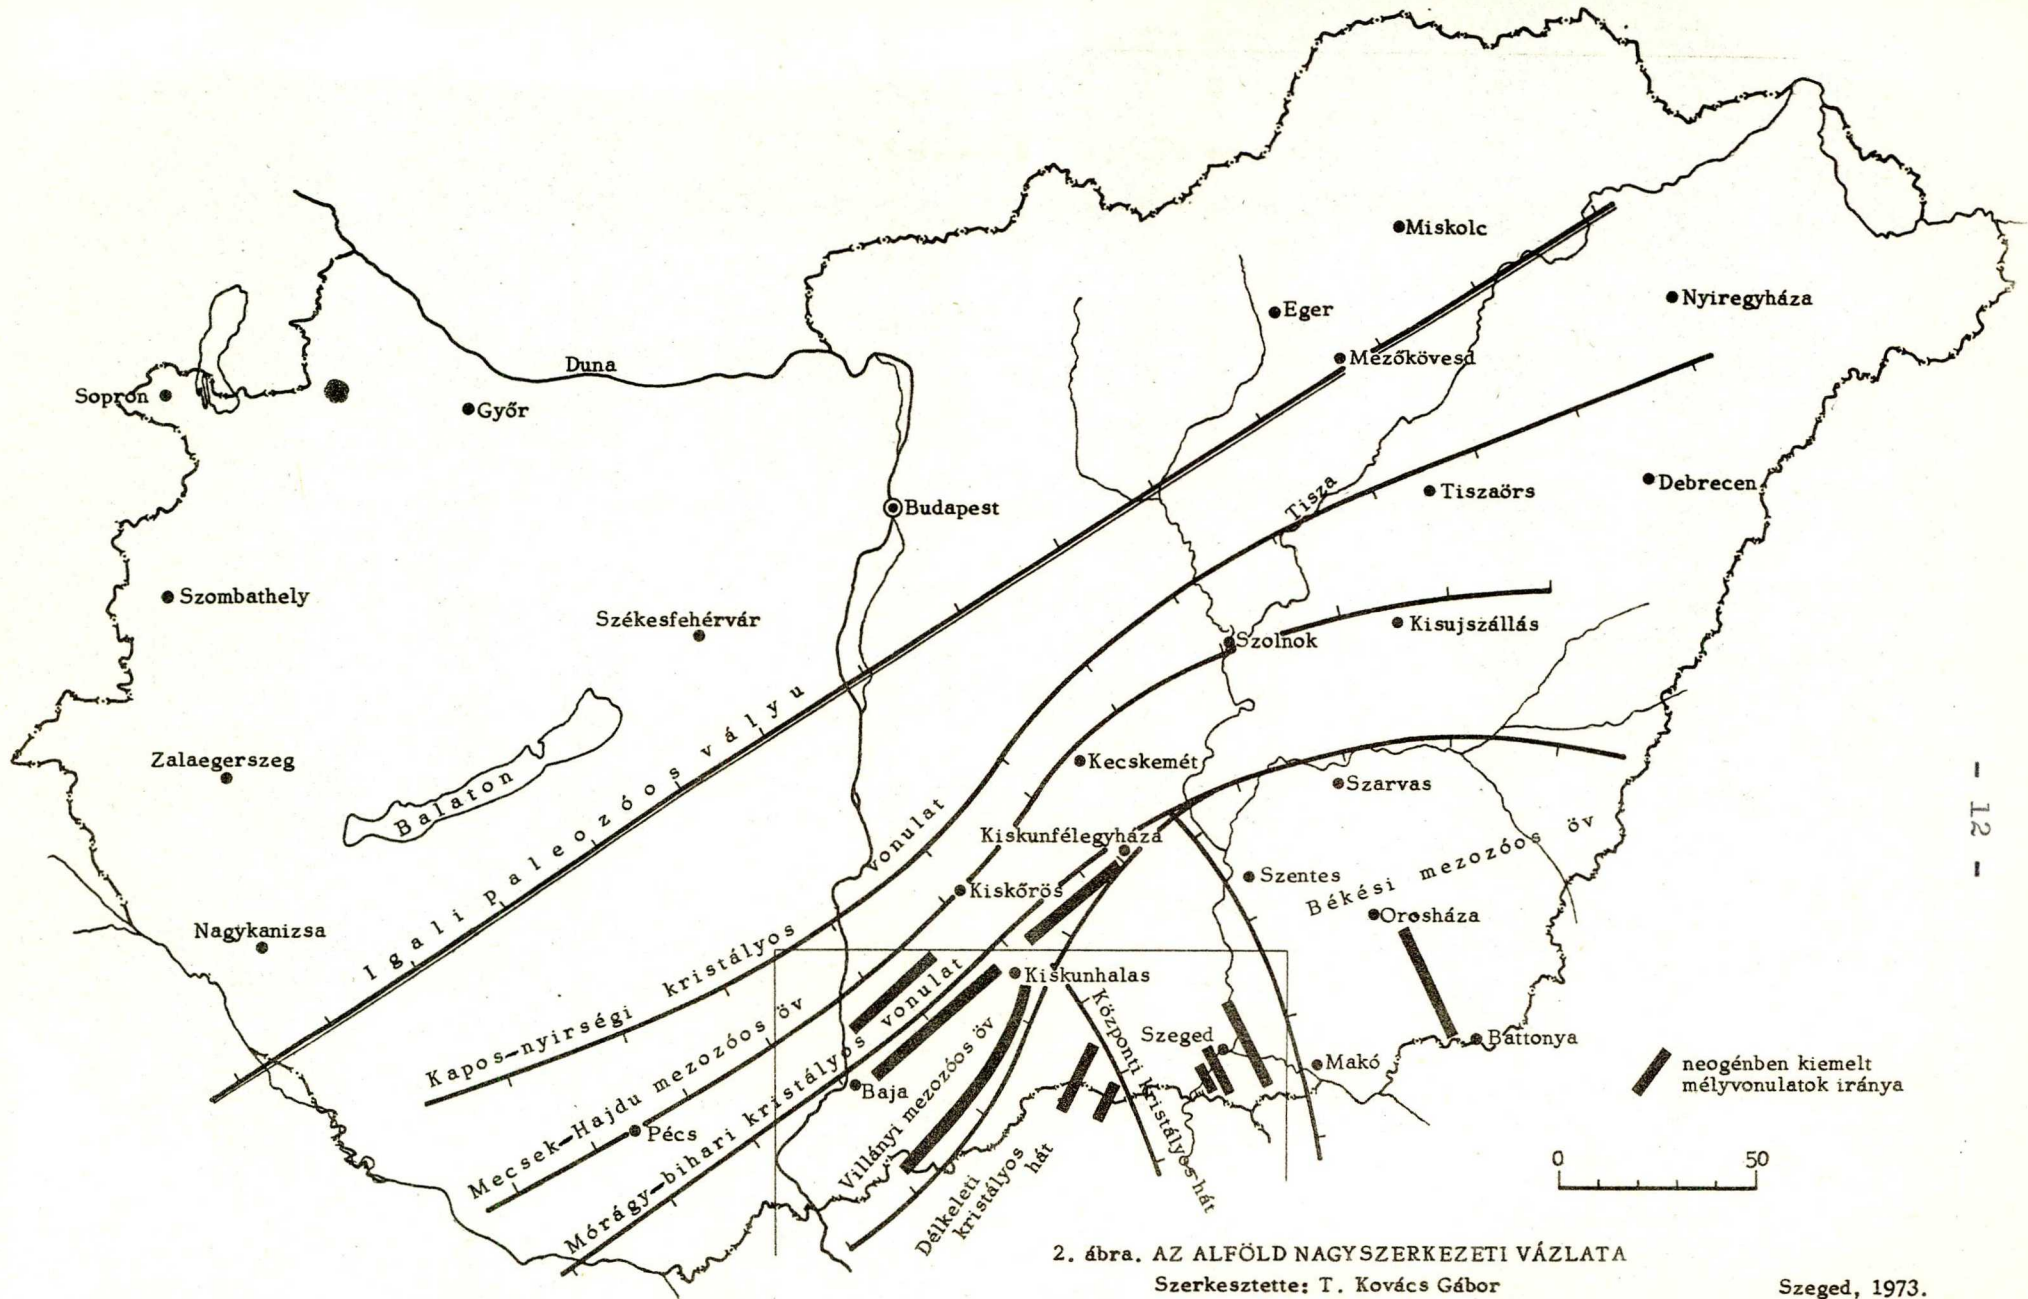 Miskolc
Nyiregyháza
Eger
Mezőkövesd
Duna
Sopron
Győr
Debrecen
Tiszaörs
Tisza
Budapest
Szombathely
Székesfehérvár
Szolnok
Kisujszállás
Igali paleozóos vályu
Zalaegerszeg
Balaton
Kecskemét
Szarvas
Kiskunfélegyháza
Szentes
Békési mezozóos öv
Orosháza
Kiskőrös
Nagykanizsa
Kapos-nyirségi kristályos vonulat
Kiskunhalas
Mecsek-Hajdu mezozóos öv
Mórágy-bihari kristályos vonulat
Villányi mezozóos öv
Központi kristályos hát
Szeged
Makó
Battonya
Baja
Pécs
Délkeleti
kristályos
hát
neogénben kiemelt
mélyvonulatok iránya
0 50
2. ábra. AZ ALFÖLD NAGYSZERKEZETI VÁZLATA
Szerkesztette: T. Kovács Gábor
Szeged, 1973.
- 12 -